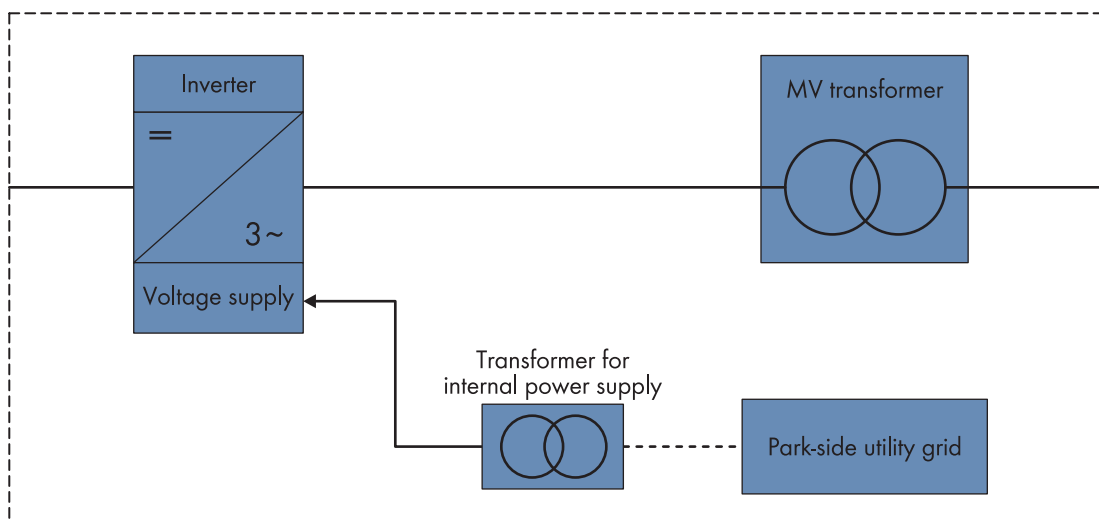 Inverter
MV transformer
=
3~
Voltage supply
Transformer for
internal power supply
Park-side utility grid